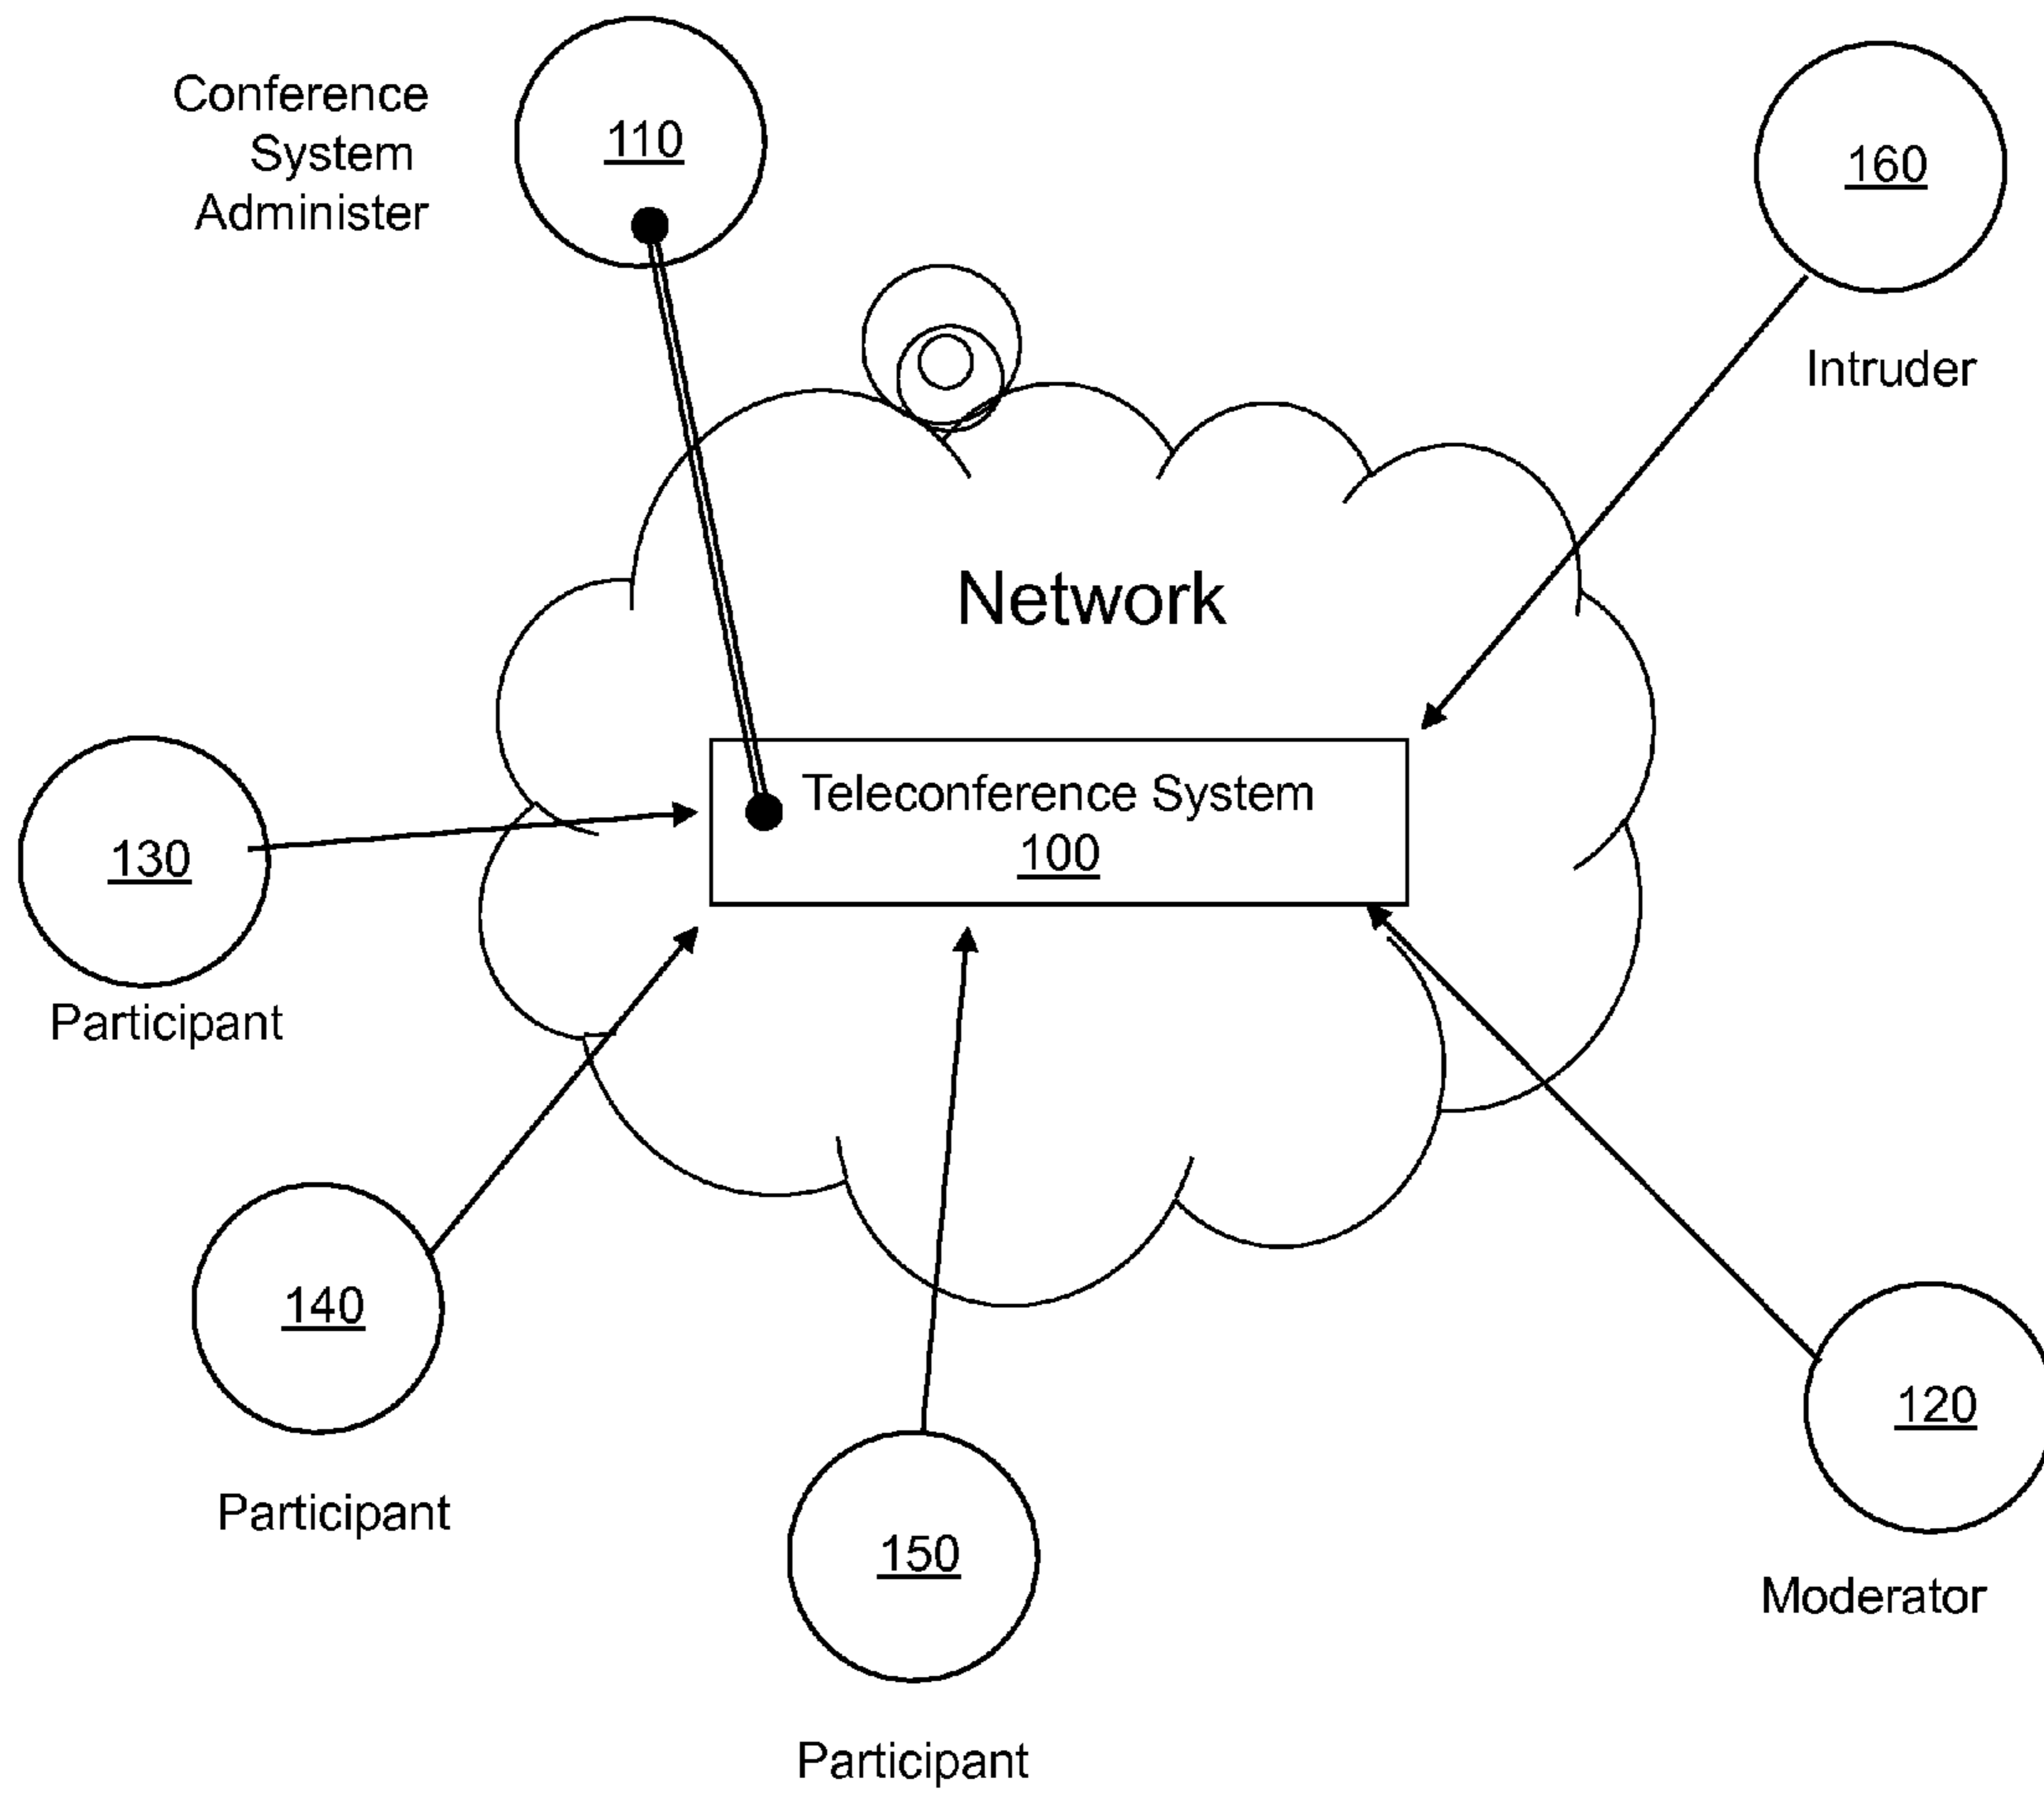 Conference
System
Administer
110
160
Intruder
Network
Teleconference System
100
130
Participant
140
Participant
150
Participant
120
Moderator